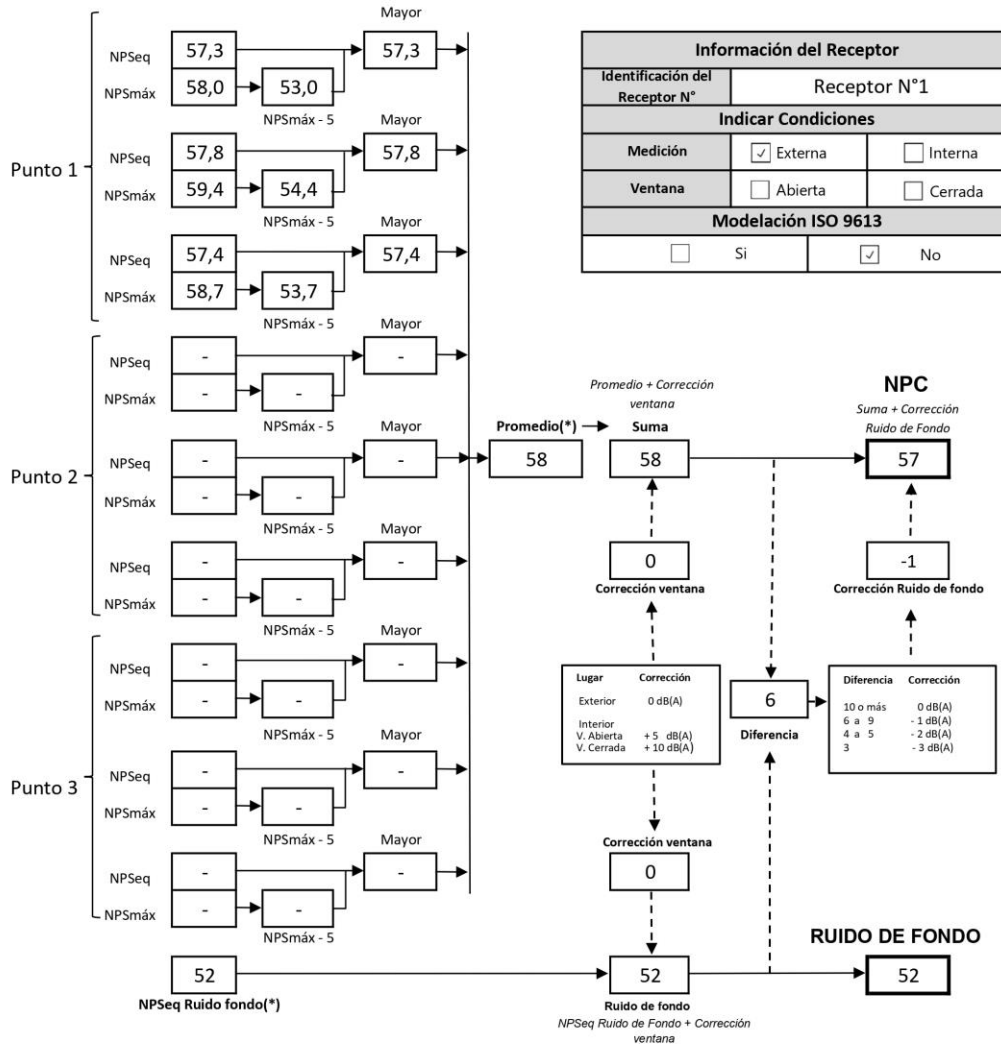 Mayor
NPSeq 57,3 57,3
NPSmáx 58,0 53,0
NPSmáx - 5
Mayor
Punto 1
NPSeq 57,8 57,8
NPSmáx 59,4 54,4
NPSmáx - 5
Mayor
NPSeq 57,4 57,4
NPSmáx 58,7 53,7
NPSmáx - 5
Mayor
NPSeq - -
NPSmáx - -
NPSmáx - 5
Mayor
Punto 2
NPSeq - -
NPSmáx - -
NPSmáx - 5
Mayor
NPSeq - -
NPSmáx - -
NPSmáx - 5
Mayor
NPSeq - -
NPSmáx - -
NPSmáx - 5
Mayor
Punto 3
NPSeq - -
NPSmáx - -
NPSmáx - 5
Mayor
NPSeq - -
NPSmáx - -
NPSmáx - 5
52
NPSeq Ruido fondo(*)
Información del Receptor
Identificación del
Receptor N°
Receptor N°1
Indicar Condiciones
Medición ✓ Externa Interna
Ventana Abierta Cerrada
Modelación ISO 9613
Si ✓ No
Promedio(*)
58
Promedio + Corrección
ventana
Suma
58
NPC
Suma + Corrección
Ruido de Fondo
57
0
Corrección ventana
-1
Corrección Ruido de fondo
Lugar Corrección
Exterior 0 dB(A)
Interior
V. Abierta + 5 dB(A)
V. Cerrada + 10 dB(A)
6
Diferencia
Diferencia Corrección
10 o más 0 dB(A)
6 a 9 - 1 dB(A)
4 a 5 - 2 dB(A)
3 - 3 dB(A)
Corrección ventana
0
52
Ruido de fondo
NPSeq Ruido de Fondo + Corrección
ventana
RUIDO DE FONDO
52